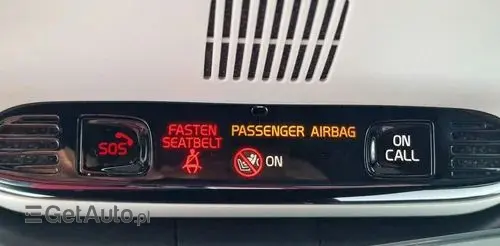 SOS
FASTEN
SEATBELT
PASSENGER AIRBAG
ON
ON
CALL
GetAuto.pl